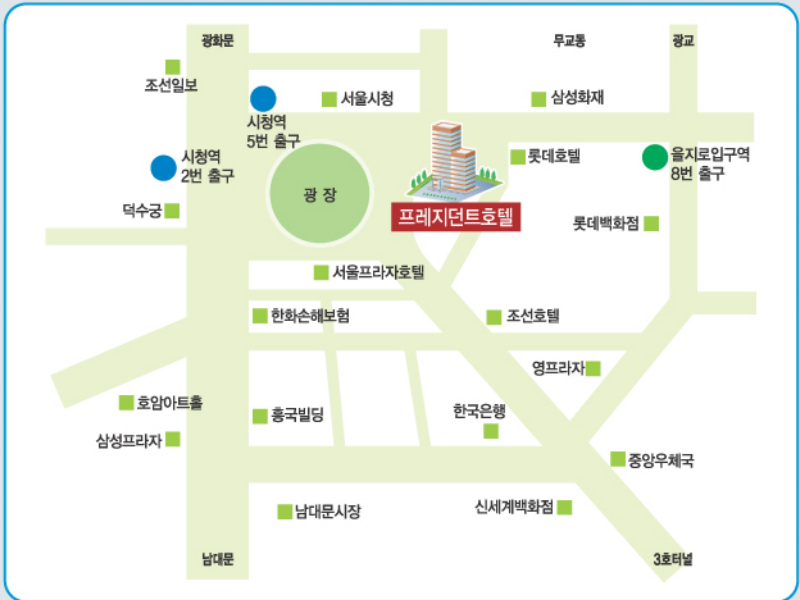 광화문
무교동
광교
조선일보
서울시청
삼성화재
시청역
5번 출구
시청역
2번 출구
롯데호텔
을지로입구역
8번 출구
광 장
덕수궁
프레지던트호텔
롯데백화점
서울프라자호텔
한화손해보험
조선호텔
영프라자
호암아트홀
흥국빌딩
한국은행
삼성프라자
중앙우체국
남대문시장
신세계백화점
남대문
3호터널